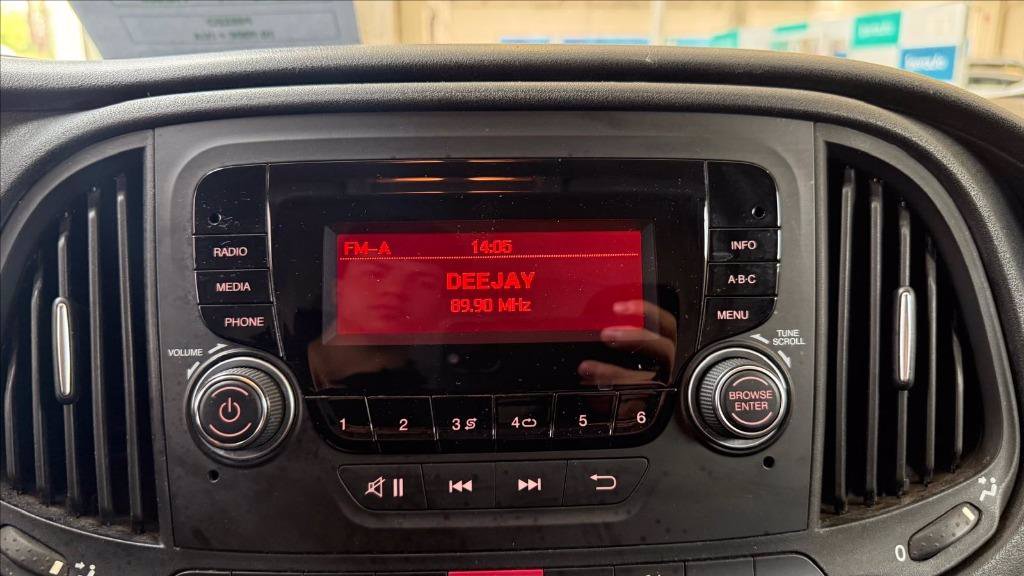 FM-A 14:05
DEEJAY
89.90 MHz
RADIO
MEDIA
PHONE
VOLUME
INFO
A·B·C
MENU
TUNE
SCROLL
BROWSE
ENTER
1 2 3 4 5 6
0